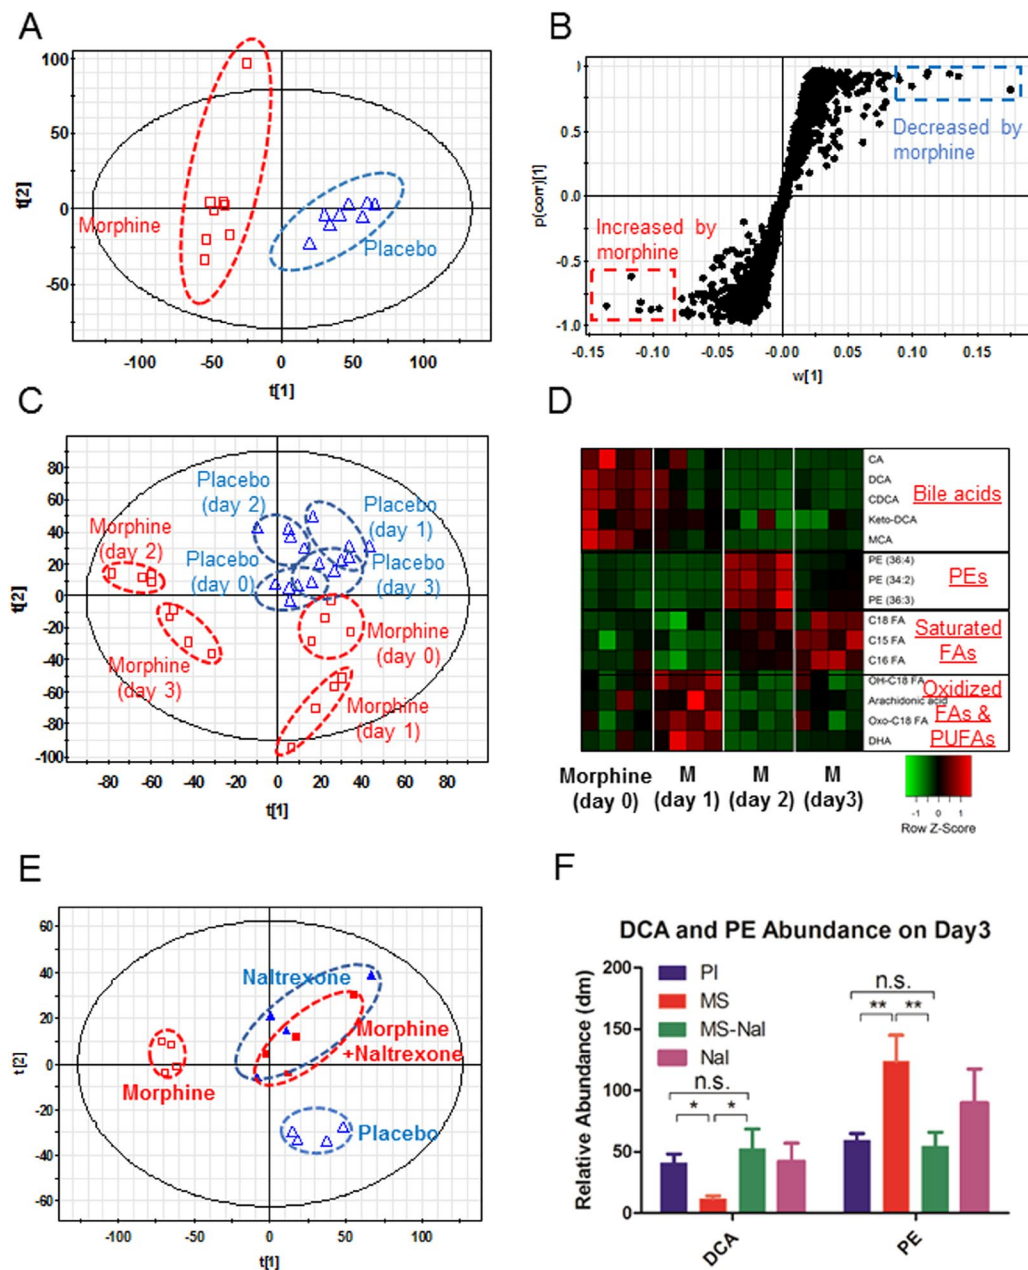 A
100
50
0
-50
t[2]
Morphine
Placebo
-100
-50
0
50
100
t[1]
B
0.5
0.0
-0.5
-1.0
p(corr)[1]
Decreased by
morphine
Increased by
morphine
-0.15
-0.10
-0.05
-0.00
0.05
0.10
0.15
w[1]
C
80
60
40
20
0
-20
-40
-60
-80
-100
t[2]
Placebo
(day 2)
Placebo
(day 1)
Morphine
(day 2)
Placebo
(day 0)
Placebo
(day 3)
Morphine
(day 3)
Morphine
(day 0)
Morphine
(day 1)
-80
-60
-40
-20
0
20
40
60
80
t[1]
D
CA
DCA
CDCA
Keto-DCA
MCA
Bile acids
PE (36:4)
PE (34:2)
PE (36:3)
PEs
C18 FA
C15 FA
C16 FA
Saturated
FAs
OH-C18 FA
Arachidonic acid
Oxo-C18 FA
DHA
Oxidized
FAs &
PUFAs
Morphine
(day 0)
M
(day 1)
M
(day 2)
M
(day3)
-1 0 1
Row Z-Score
E
60
40
20
0
-20
-40
-60
t[2]
Naltrexone
Morphine
+Naltrexone
Morphine
Placebo
-100
-50
0
50
100
t[1]
F
DCA and PE Abundance on Day3
Relative Abundance (dm)
200
150
100
50
0
PI
MS
MS-Nal
Nal
n.s.
* *
n.s.
** **
DCA
PE